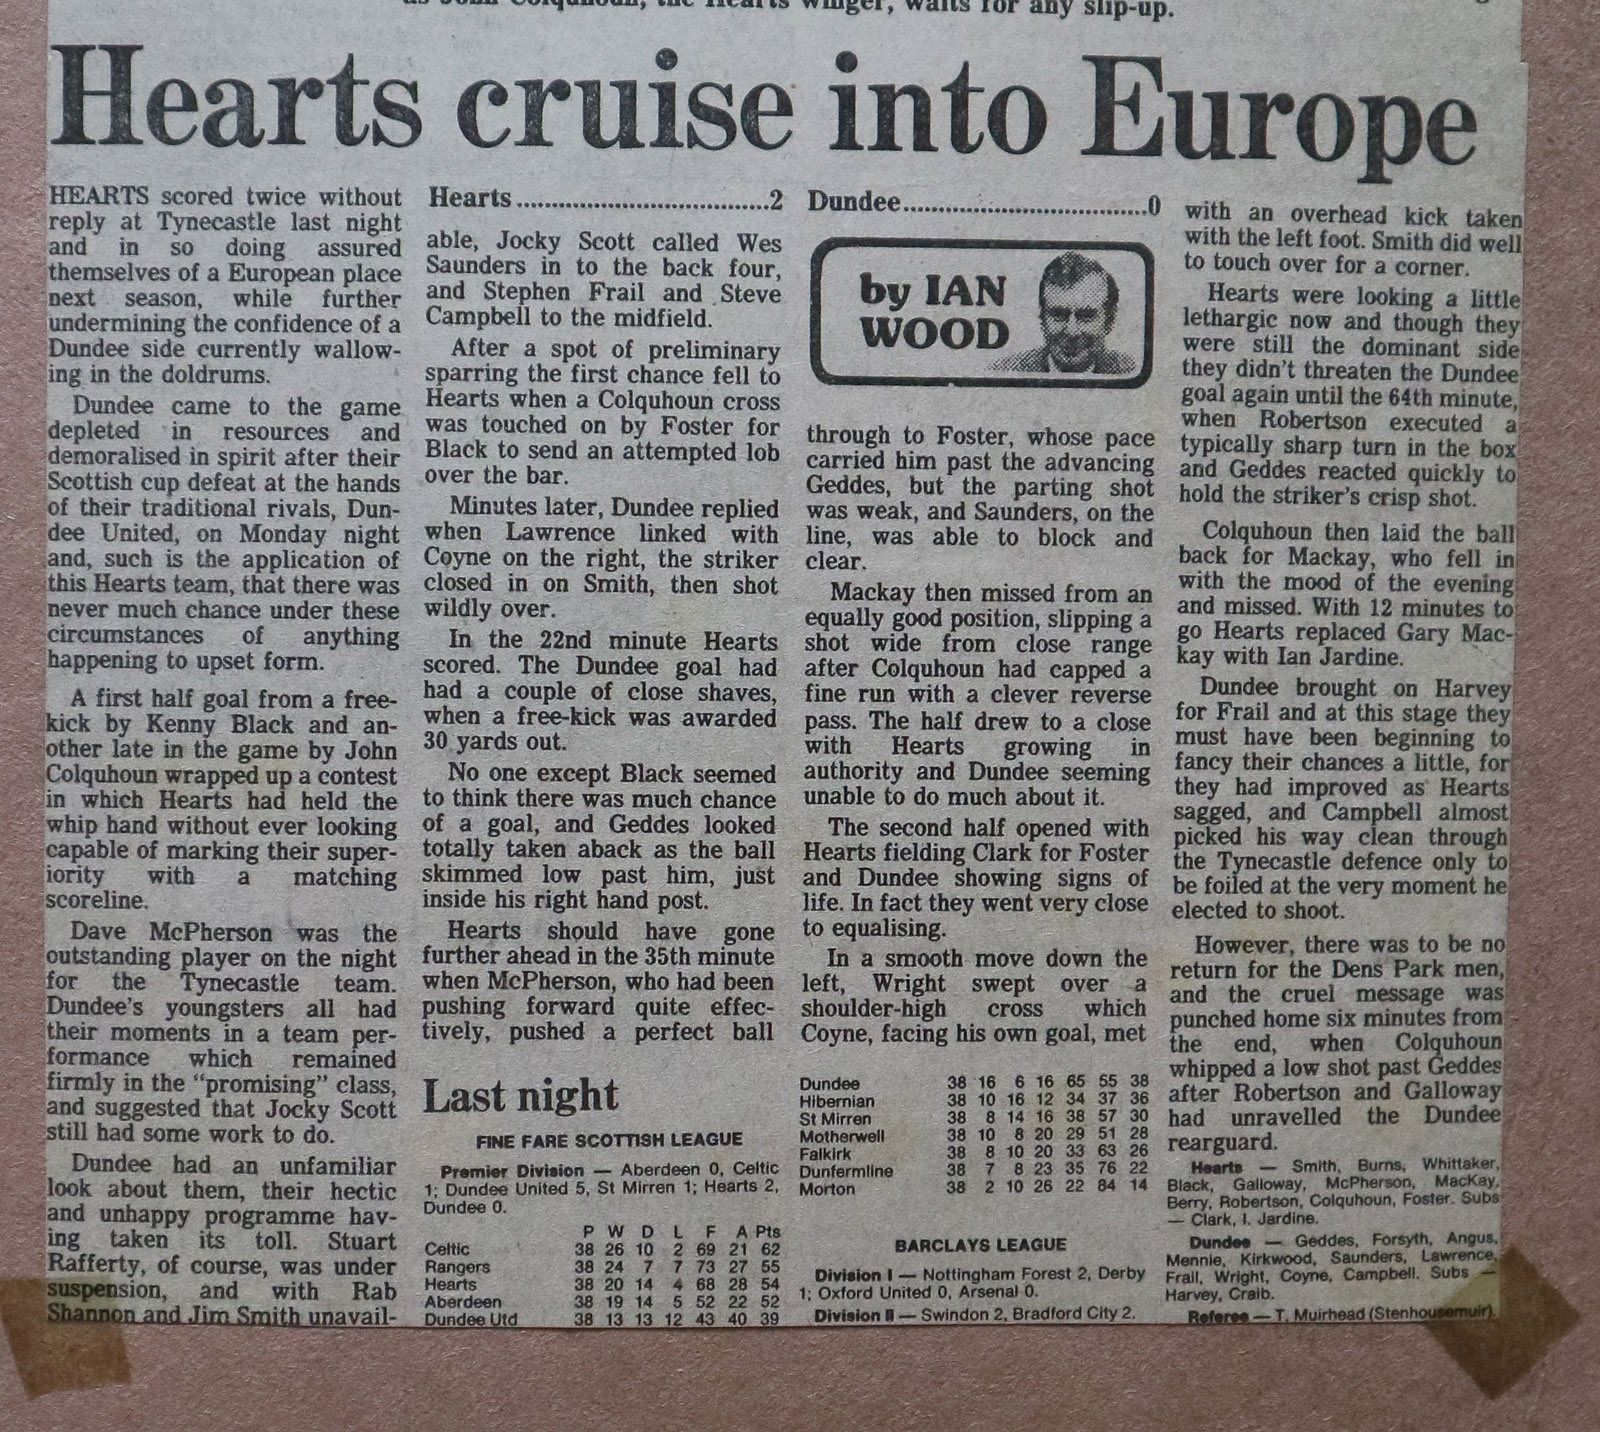 as John Colquhoun, the Hearts winger, waits for any slip-up.
Hearts cruise into Europe
HEARTS scored twice without
reply at Tynecastle last night
and in so doing assured
themselves of a European place
next season, while further
undermining the confidence of a
Dundee side currently wallow-
ing in the doldrums.
Dundee came to the game
depleted in resources and
demoralised in spirit after their
Scottish cup defeat at the hands
of their traditional rivals, Dun-
dee United, on Monday night
and, such is the application of
this Hearts team, that there was
never much chance under these
circumstances of anything
happening to upset form.
A first half goal from a free-
kick by Kenny Black and an-
other late in the game by John
Colquhoun wrapped up a contest
in which Hearts had held the
whip hand without ever looking
capable of marking their super-
iority with a matching
scoreline.
Dave McPherson was the
outstanding player on the night
for the Tynecastle team.
Dundee's youngsters all had
their moments in a team per-
formance which remained
firmly in the "promising" class,
and suggested that Jocky Scott
still had some work to do.
Dundee had an unfamiliar
look about them, their hectic
and unhappy programme hav-
ing taken its toll. Stuart
Rafferty, of course, was under
suspension, and with Rab
Shannon and Jim Smith unavail-
Hearts.................................2
able, Jocky Scott called Wes
Saunders in to the back four,
and Stephen Frail and Steve
Campbell to the midfield.
After a spot of preliminary
sparring the first chance fell to
Hearts when a Colquhoun cross
was touched on by Foster for
Black to send an attempted lob
over the bar.
Minutes later, Dundee replied
when Lawrence linked with
Coyne on the right, the striker
closed in on Smith, then shot
wildly over.
In the 22nd minute Hearts
scored. The Dundee goal had
had a couple of close shaves,
when a free-kick was awarded
30 yards out.
No one except Black seemed
to think there was much chance
of a goal, and Geddes looked
totally taken aback as the ball
skimmed low past him, just
inside his right hand post.
Hearts should have gone
further ahead in the 35th minute
when McPherson, who had been
pushing forward quite effec-
tively, pushed a perfect ball
Dundee................................0
by IAN
WOOD
through to Foster, whose pace
carried him past the advancing
Geddes, but the parting shot
was weak, and Saunders, on the
line, was able to block and
clear.
Mackay then missed from an
equally good position, slipping a
shot wide from close range
after Colquhoun had capped a
fine run with a clever reverse
pass. The half drew to a close
with Hearts growing in
authority and Dundee seeming
unable to do much about it.
The second half opened with
Hearts fielding Clark for Foster
and Dundee showing signs of
life. In fact they went very close
to equalising.
In a smooth move down the
left, Wright swept over a
shoulder-high cross which
Coyne, facing his own goal, met
with an overhead kick taken
with the left foot. Smith did well
to touch over for a corner.
Hearts were looking a little
lethargic now and though they
were still the dominant side
they didn't threaten the Dundee
goal again until the 64th minute,
when Robertson executed a
typically sharp turn in the box
and Geddes reacted quickly to
hold the striker's crisp shot.
Colquhoun then laid the ball
back for Mackay, who fell in
with the mood of the evening
and missed. With 12 minutes to
go Hearts replaced Gary Mac-
kay with Ian Jardine.
Dundee brought on Harvey
for Frail and at this stage they
must have been beginning to
fancy their chances a little, for
they had improved as Hearts
sagged, and Campbell almost
picked his way clean through
the Tynecastle defence only to
be foiled at the very moment he
elected to shoot.
However, there was to be no
return for the Dens Park men,
and the cruel message was
punched home six minutes from
the end, when Colquhoun
whipped a low shot past Geddes
after Robertson and Galloway
had unravelled the Dundee
rearguard.
Hearts — Smith, Burns, Whittaker,
Black, Galloway, McPherson, MacKay,
Berry, Robertson, Colquhoun, Foster. Subs
— Clark, I. Jardine.
Dundee — Geddes, Forsyth, Angus,
Mennie, Kirkwood, Saunders, Lawrence,
Frail, Wright, Coyne, Campbell. Subs —
Harvey, Craib.
Referee — T. Muirhead (Stenhousemuir).
Last night
FINE FARE SCOTTISH LEAGUE
Premier Division — Aberdeen 0, Celtic
1; Dundee United 5, St Mirren 1; Hearts 2,
Dundee 0.
P W D L F A Pts
Celtic 38 26 10 2 69 21 62
Rangers 38 24 7 7 73 27 55
Hearts 38 20 14 4 68 28 54
Aberdeen 38 19 14 5 52 22 52
Dundee Utd 38 13 13 12 43 40 39
Dundee 38 16 6 16 65 55 38
Hibernian 38 10 16 12 34 37 36
St Mirren 38 8 14 16 38 57 30
Motherwell 38 10 8 20 29 51 28
Falkirk 38 8 10 20 33 63 26
Dunfermline 38 7 8 23 35 76 22
Morton 38 2 10 26 22 84 14
BARCLAYS LEAGUE
Division I — Nottingham Forest 2, Derby
1; Oxford United 0, Arsenal 0.
Division II — Swindon 2, Bradford City 2.